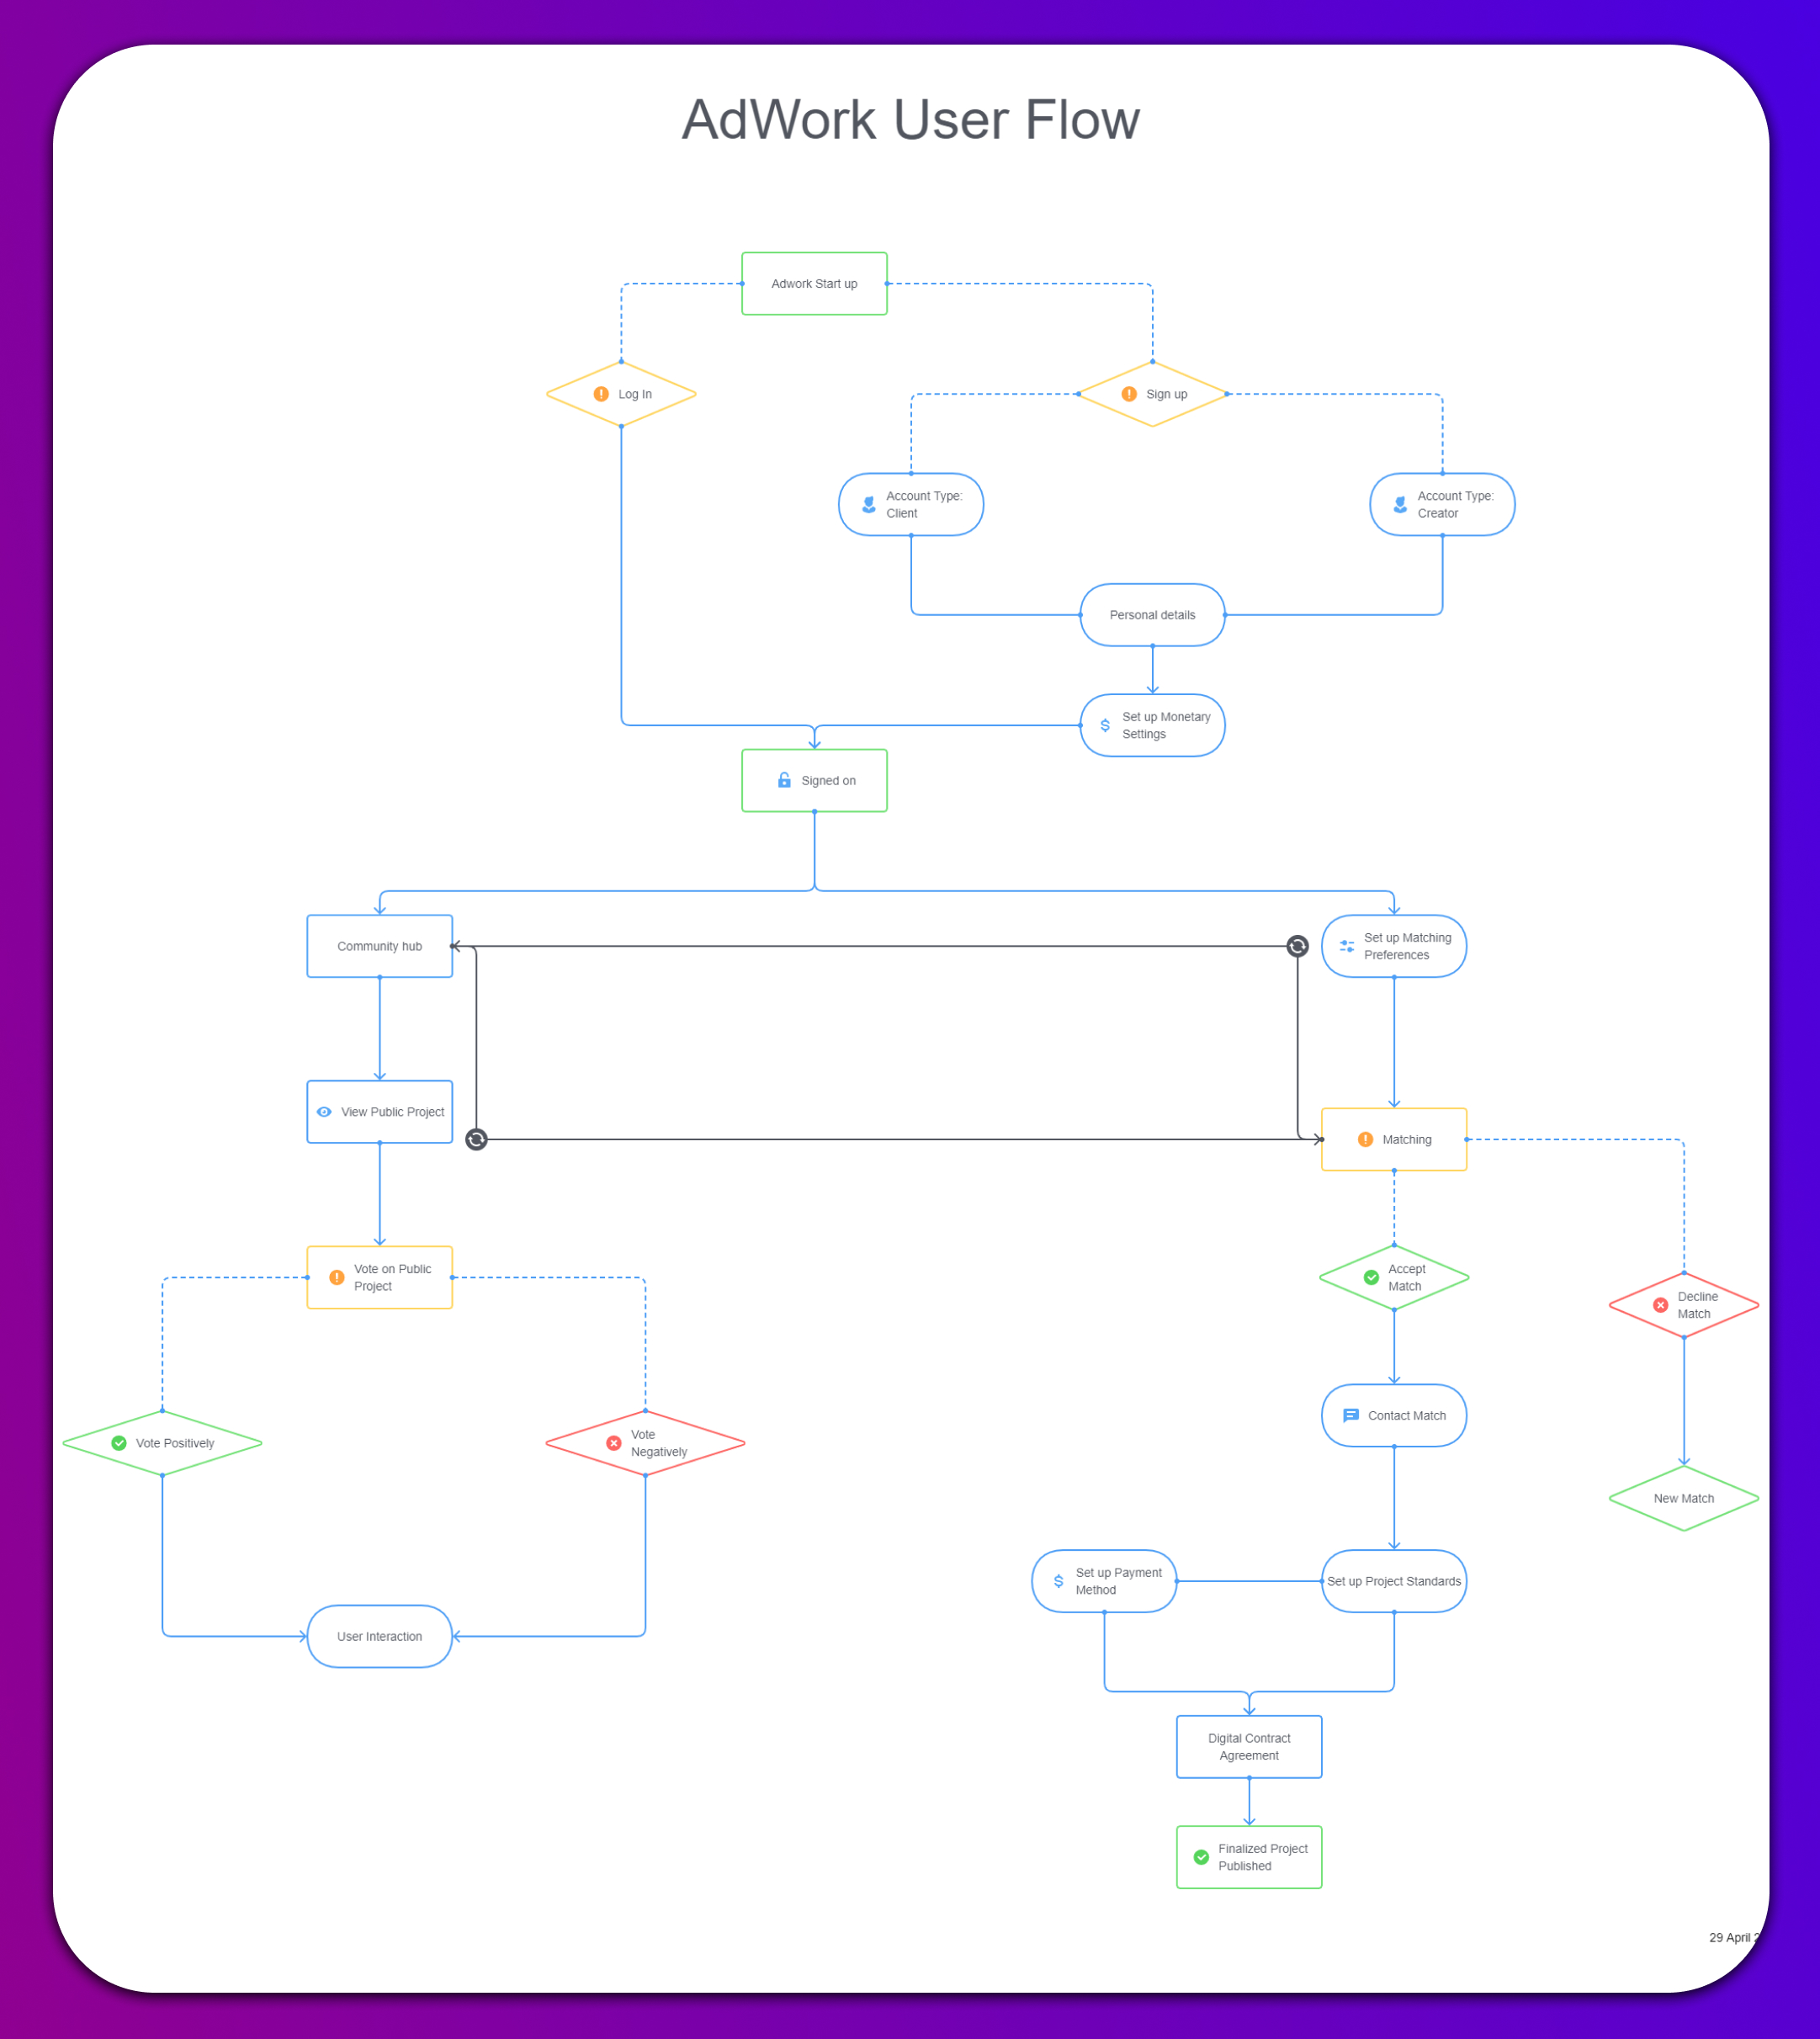 AdWork User Flow
Adwork Start up
Log In
Sign up
Account Type:
Client
Account Type:
Creator
Personal details
Set up Monetary
Settings
Signed on
Community hub
Set up Matching
Preferences
View Public Project
Matching
Vote on Public
Project
Accept
Match
Decline
Match
Vote Positively
Vote
Negatively
Contact Match
New Match
Set up Payment
Method
Set up Project Standards
User Interaction
Digital Contract
Agreement
Finalized Project
Published
29 April